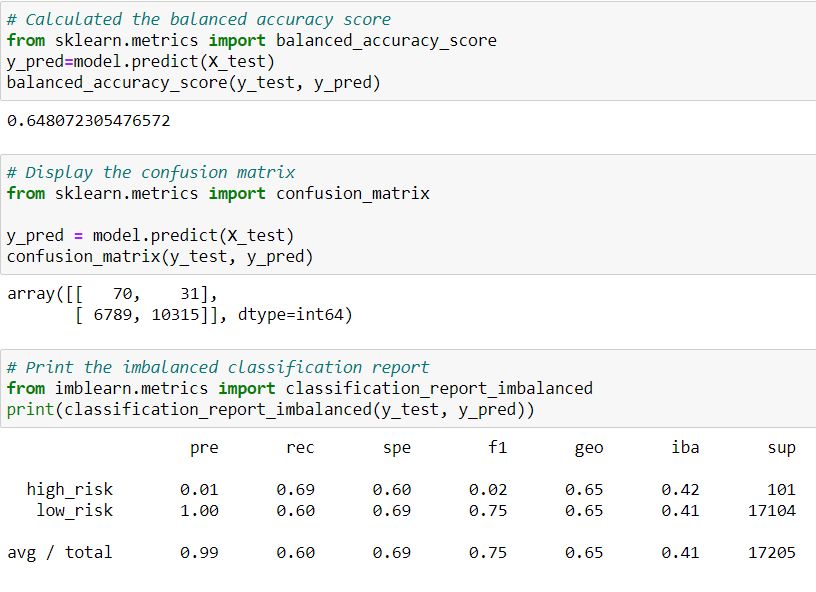 # Calculated the balanced accuracy score
from sklearn.metrics import balanced_accuracy_score
y_pred=model.predict(X_test)
balanced_accuracy_score(y_test, y_pred)
0.648072305476572
# Display the confusion matrix
from sklearn.metrics import confusion_matrix
y_pred = model.predict(X_test)
confusion_matrix(y_test, y_pred)
array([[   70,    31],
       [ 6789, 10315]], dtype=int64)
# Print the imbalanced classification report
from imblearn.metrics import classification_report_imbalanced
print(classification_report_imbalanced(y_test, y_pred))
                   pre       rec       spe        f1       geo       iba       sup
  high_risk       0.01      0.69      0.60      0.02      0.65      0.42       101
   low_risk       1.00      0.60      0.69      0.75      0.65      0.41     17104
avg / total       0.99      0.60      0.69      0.75      0.65      0.41     17205